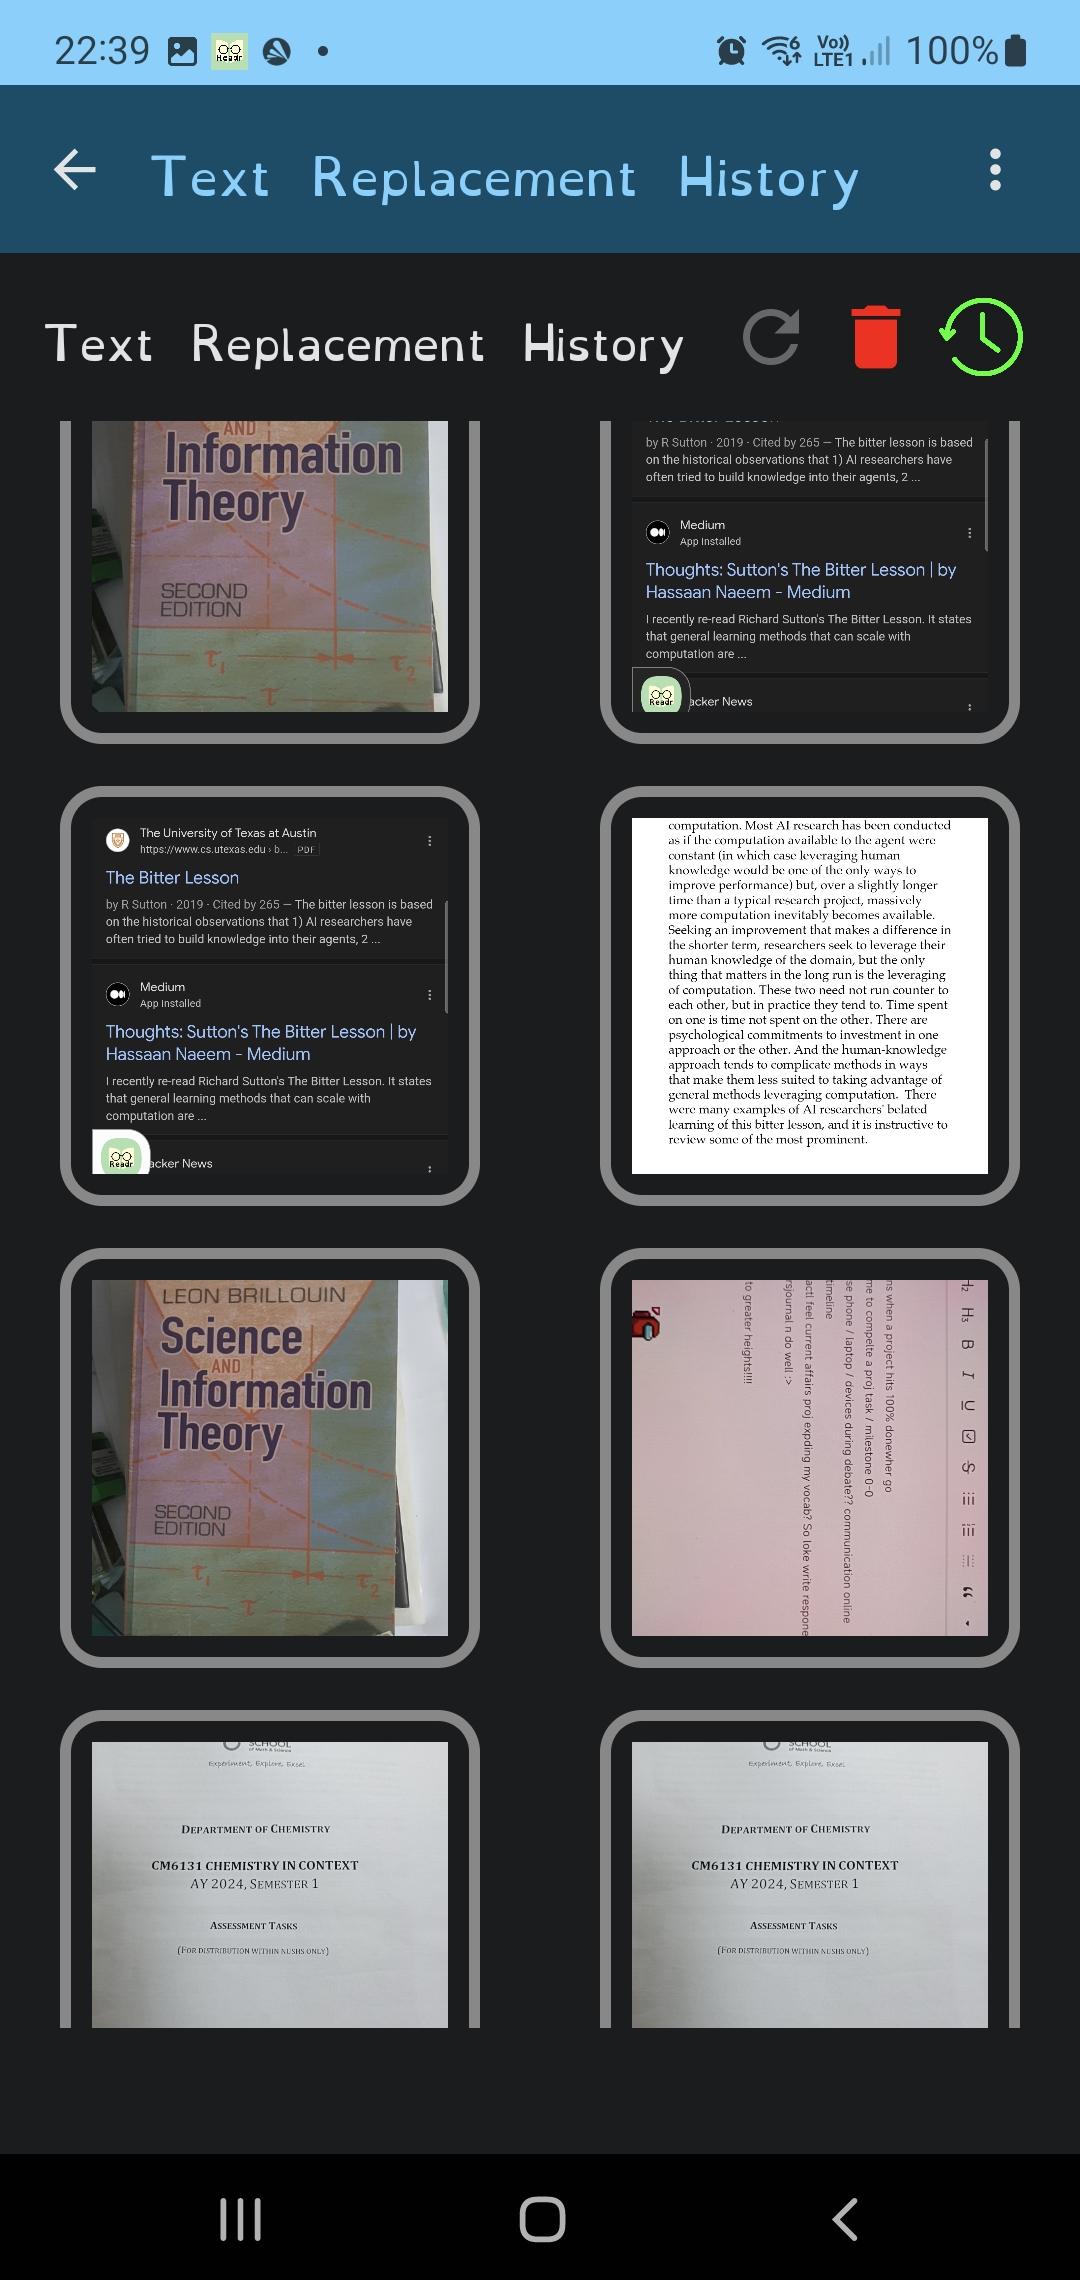 22:39
Readr
6
Vo))
LTE1
100%
Text Replacement History
Text Replacement History
AND
Information
Theory
SECOND
EDITION
τ1
τ2
τ
by R Sutton · 2019 · Cited by 265 — The bitter lesson is based
on the historical observations that 1) AI researchers have
often tried to build knowledge into their agents, 2 ...
Medium
App Installed
Thoughts: Sutton's The Bitter Lesson | by
Hassaan Naeem - Medium
I recently re-read Richard Sutton's The Bitter Lesson. It states
that general learning methods that can scale with
computation are ...
Readr
acker News
The University of Texas at Austin
https://www.cs.utexas.edu › b... PDF
The Bitter Lesson
by R Sutton · 2019 · Cited by 265 — The bitter lesson is based
on the historical observations that 1) AI researchers have
often tried to build knowledge into their agents, 2 ...
Medium
App Installed
Thoughts: Sutton's The Bitter Lesson | by
Hassaan Naeem - Medium
I recently re-read Richard Sutton's The Bitter Lesson. It states
that general learning methods that can scale with
computation are ...
Readr
acker News
computation. Most AI research has been conducted
as if the computation available to the agent were
constant (in which case leveraging human
knowledge would be one of the only ways to
improve performance) but, over a slightly longer
time than a typical research project, massively
more computation inevitably becomes available.
Seeking an improvement that makes a difference in
the shorter term, researchers seek to leverage their
human knowledge of the domain, but the only
thing that matters in the long run is the leveraging
of computation. These two need not run counter to
each other, but in practice they tend to. Time spent
on one is time not spent on the other. There are
psychological commitments to investment in one
approach or the other. And the human-knowledge
approach tends to complicate methods in ways
that make them less suited to taking advantage of
general methods leveraging computation. There
were many examples of AI researchers' belated
learning of this bitter lesson, and it is instructive to
review some of the most prominent.
LEON BRILLOUIN
Science
AND
Information
Theory
SECOND
EDITION
τ1
τ2
τ
H2 H3 B I U S
ns when a project hits 100% donewher go
me to compelte a proj task / milestone 0-0
se phone / laptop / devices during debate?? communication online
timeline
actl feel current affairs proj expding my vocab? So loke write respone
rsjournal n do well :>
to greater heights!!!!
SCHOOL
of Math & Science
Experiment, Explore, Excel
DEPARTMENT OF CHEMISTRY
CM6131 CHEMISTRY IN CONTEXT
AY 2024, SEMESTER 1
ASSESSMENT TASKS
(FOR DISTRIBUTION WITHIN NUSHS ONLY)
SCHOOL
of Math & Science
Experiment, Explore, Excel
DEPARTMENT OF CHEMISTRY
CM6131 CHEMISTRY IN CONTEXT
AY 2024, SEMESTER 1
ASSESSMENT TASKS
(FOR DISTRIBUTION WITHIN NUSHS ONLY)